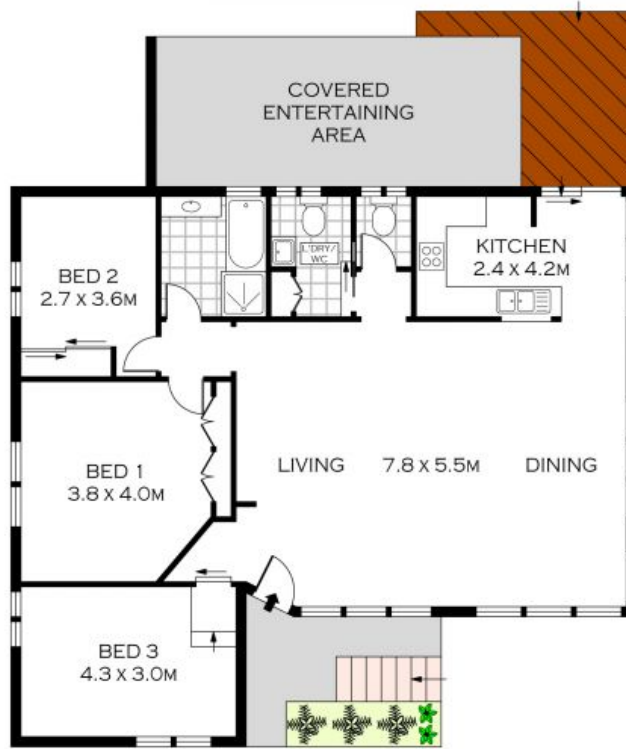 COVERED
ENTERTAINING
AREA
L'DRY/
WC
KITCHEN
2.4 X 4.2M
BED 2
2.7 X 3.6M
BED 1
3.8 X 4.0M
LIVING 7.8 X 5.5M DINING
BED 3
4.3 X 3.0M